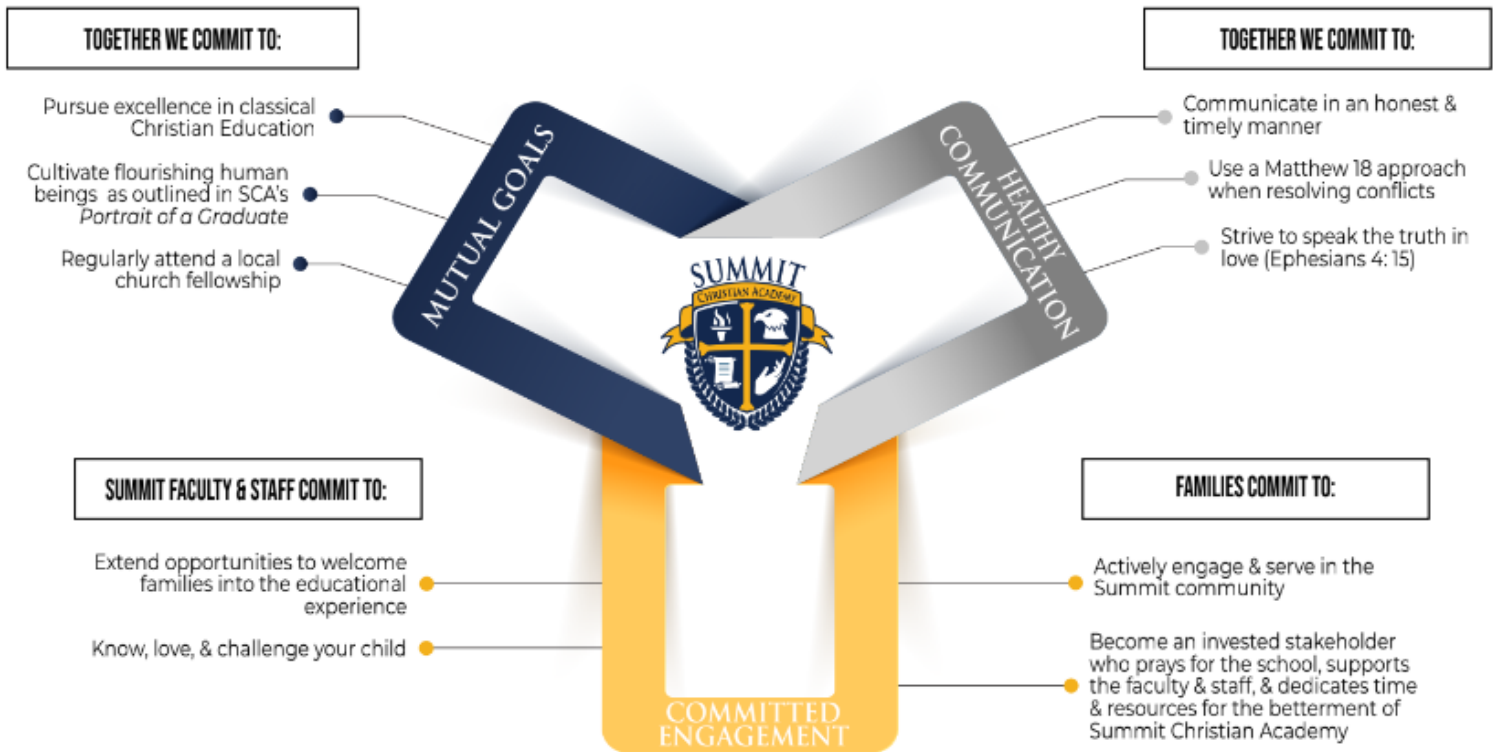 TOGETHER WE COMMIT TO:
Pursue excellence in classical
Christian Education
Cultivate flourishing human
beings as outlined in SCA's
Portrait of a Graduate
Regularly attend a local
church fellowship
MUTUAL GOALS
TOGETHER WE COMMIT TO:
Communicate in an honest &
timely manner
Use a Matthew 18 approach
when resolving conflicts
Strive to speak the truth in
love (Ephesians 4: 15)
HEALTHY
COMMUNICATION
SUMMIT
CHRISTIAN ACADEMY
SUMMIT FACULTY & STAFF COMMIT TO:
Extend opportunities to welcome
families into the educational
experience
Know, love, & challenge your child
COMMITTED
ENGAGEMENT
FAMILIES COMMIT TO:
Actively engage & serve in the
Summit community
Become an invested stakeholder
who prays for the school, supports
the faculty & staff, & dedicates time
& resources for the betterment of
Summit Christian Academy